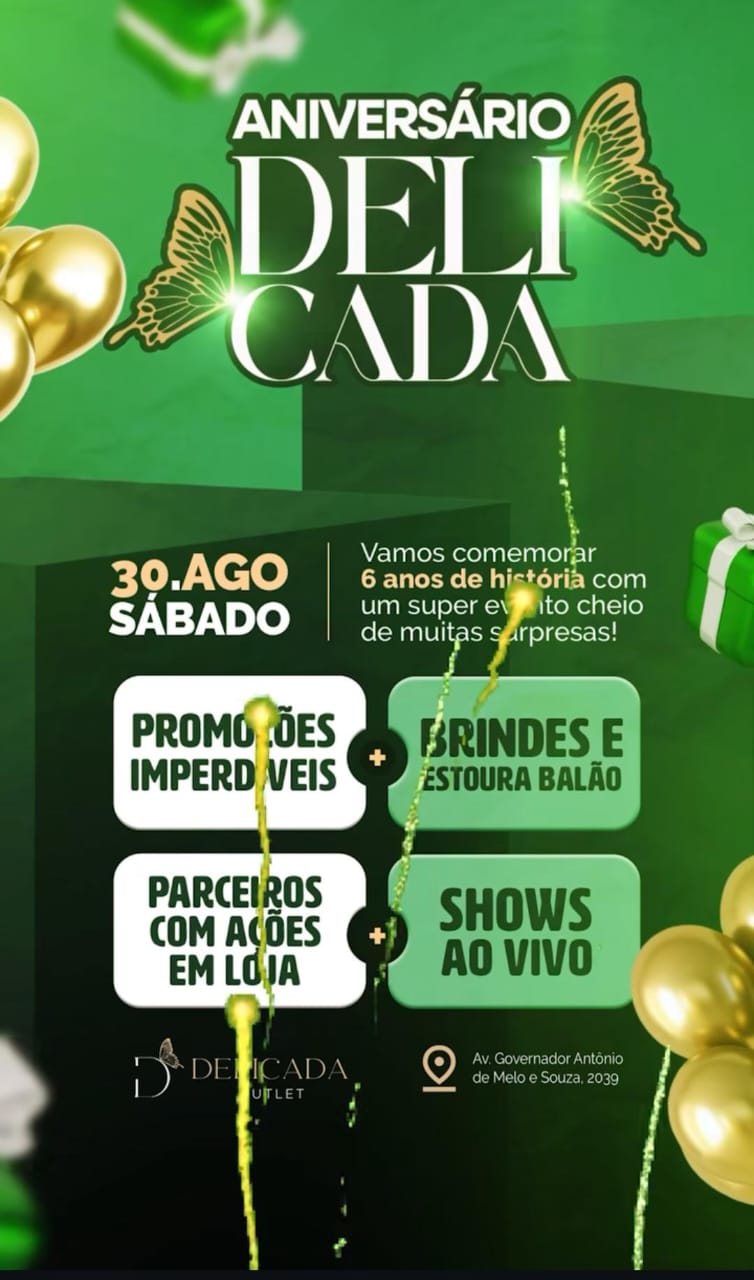 ANIVERSÁRIO
DELI
CADA
30.AGO
SÁBADO
Vamos comemorar
6 anos de história com
um super evento cheio
de muitas surpresas!
PROMOÇÕES
IMPERDÍVEIS
+
BRINDES E
ESTOURA BALÃO
PARCEIROS
COM AÇÕES
EM LOJA
+
SHOWS
AO VIVO
D DELICADA
OUTLET
Av. Governador Antônio
de Melo e Souza, 2039